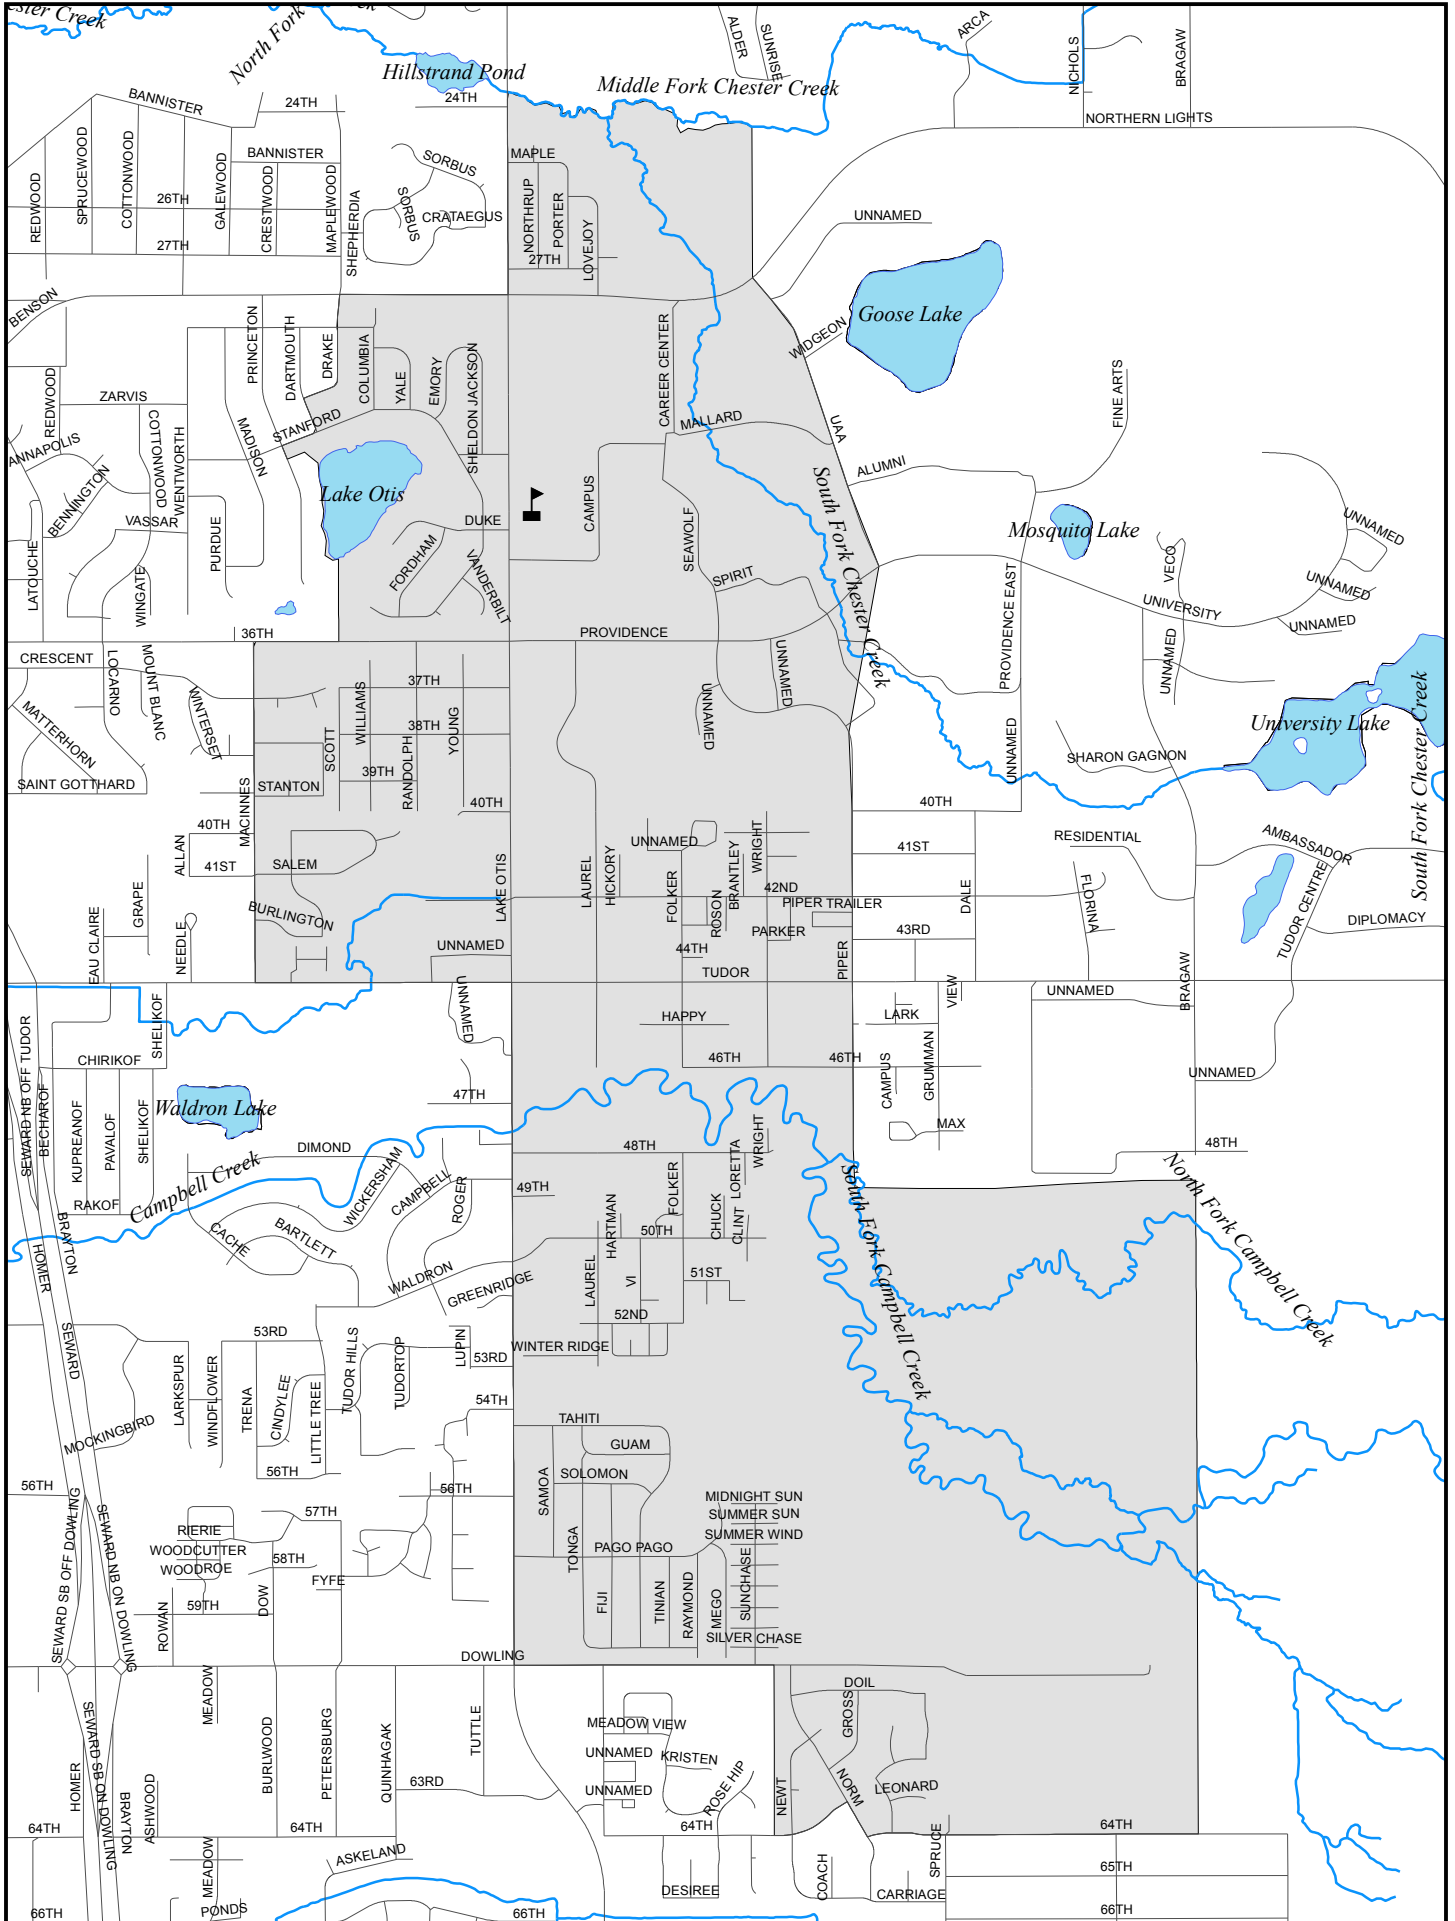 ster Creek
North Fork
ek
Hillstrand Pond
Middle Fork Chester Creek
ALDER
SUNRISE
ARCA
NICHOLS
BRAGAW
NORTHERN LIGHTS
BANNISTER
24TH
24TH
BANNISTER
SORBUS
MAPLE
REDWOOD
SPRUCEWOOD
COTTONWOOD
26TH
GALEWOOD
CRESTWOOD
MAPLEWOOD
SHEPHERDIA
SORBUS
CRATAEGUS
NORTHRUP
PORTER
LOVEJOY
27TH
27TH
UNNAMED
BENSON
Goose Lake
WIDGEON
PRINCETON
DARTMOUTH
DRAKE
COLUMBIA
YALE
EMORY
SHELDON JACKSON
CAREER CENTER
MALLARD
UAA
FINE ARTS
REDWOOD
ZARVIS
COTTONWOOD
WENTWORTH
MADISON
STANFORD
ANNAPOLIS
BENNINGTON
VASSAR
PURDUE
Lake Otis
DUKE
CAMPUS
SEAWOLF
ALUMNI
South Fork Chester Creek
Mosquito Lake
UNNAMED
LATOUCHE
WINGATE
FORDHAM
VANDERBILT
SPIRIT
PROVIDENCE EAST
VECO
UNNAMED
UNIVERSITY
UNNAMED
36TH
PROVIDENCE
UNNAMED
CRESCENT
LOCARNO
MOUNT BLANC
WINTERSET
MATTERHORN
SAINT GOTTHARD
37TH
WILLIAMS
38TH
SCOTT
39TH
RANDOLPH
YOUNG
STANTON
MACINNES
40TH
UNNAMED
UNNAMED
UNNAMED
SHARON GAGNON
University Lake
South Fork Chester Creek
40TH
40TH
ALLAN
41ST
SALEM
LAKE OTIS
LAUREL
HICKORY
UNNAMED
FOLKER
ROSON
BRANTLEY
WRIGHT
42ND
PIPER TRAILER
41ST
DALE
RESIDENTIAL
FLORINA
AMBASSADOR
TUDOR CENTRE
DIPLOMACY
EAU CLAIRE
GRAPE
NEEDLE
BURLINGTON
UNNAMED
44TH
PARKER
PIPER
43RD
TUDOR
UNNAMED
SHELIKOF
HAPPY
LARK
VIEW
UNNAMED
BRAGAW
SEWARD NB OFF TUDOR
BECHAROF
CHIRIKOF
46TH
46TH
CAMPUS
GRUMMAN
UNNAMED
KUPREANOF
PAVALOF
SHELIKOF
Waldron Lake
47TH
MAX
DIMOND
48TH
WRIGHT
48TH
RAKOF
Campbell Creek
WICKERSHAM
CAMPBELL
ROGER
49TH
FOLKER
CHUCK
LORETTA
CLINT
HOMER
BRAYTON
CACHE
BARTLETT
WALDRON
GREENRIDGE
HARTMAN
50TH
LAUREL
VI
51ST
52ND
South Fork Campbell Creek
North Fork Campbell Creek
SEWARD
53RD
LUPIN
53RD
WINTER RIDGE
LARKSPUR
WINDFLOWER
TRENA
CINDYLEE
LITTLE TREE
TUDOR HILLS
TUDORTOP
54TH
MOCKINGBIRD
TAHITI
GUAM
56TH
56TH
56TH
SAMOA
SOLOMON
SEWARD SB OFF DOWLING
SEWARD NB ON DOWLING
57TH
RIERIE
WOODCUTTER
WOODROE
58TH
FYFE
DOW
59TH
ROWAN
TONGA
PAGO PAGO
FIJI
TINIAN
RAYMOND
MEGO
SUNCHASE
MIDNIGHT SUN
SUMMER SUN
SUMMER WIND
SILVER CHASE
DOWLING
MEADOW
BURLWOOD
PETERSBURG
QUINHAGAK
TUTTLE
MEADOW VIEW
UNNAMED
KRISTEN
UNNAMED
ROSE HIP
DOIL
GROSS
NORM
NEWT
LEONARD
HOMER
SEWARD SB ON DOWLING
BRAYTON
ASHWOOD
63RD
64TH
64TH
64TH
64TH
SPRUCE
MEADOW
ASKELAND
65TH
DESIREE
COACH
CARRIAGE
66TH
PONDS
66TH
66TH